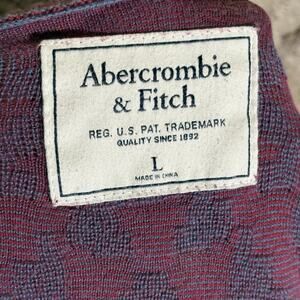 Abercrombie
& Fitch
REG. U.S. PAT. TRADEMARK
QUALITY SINCE 1892
L
MADE IN CHINA